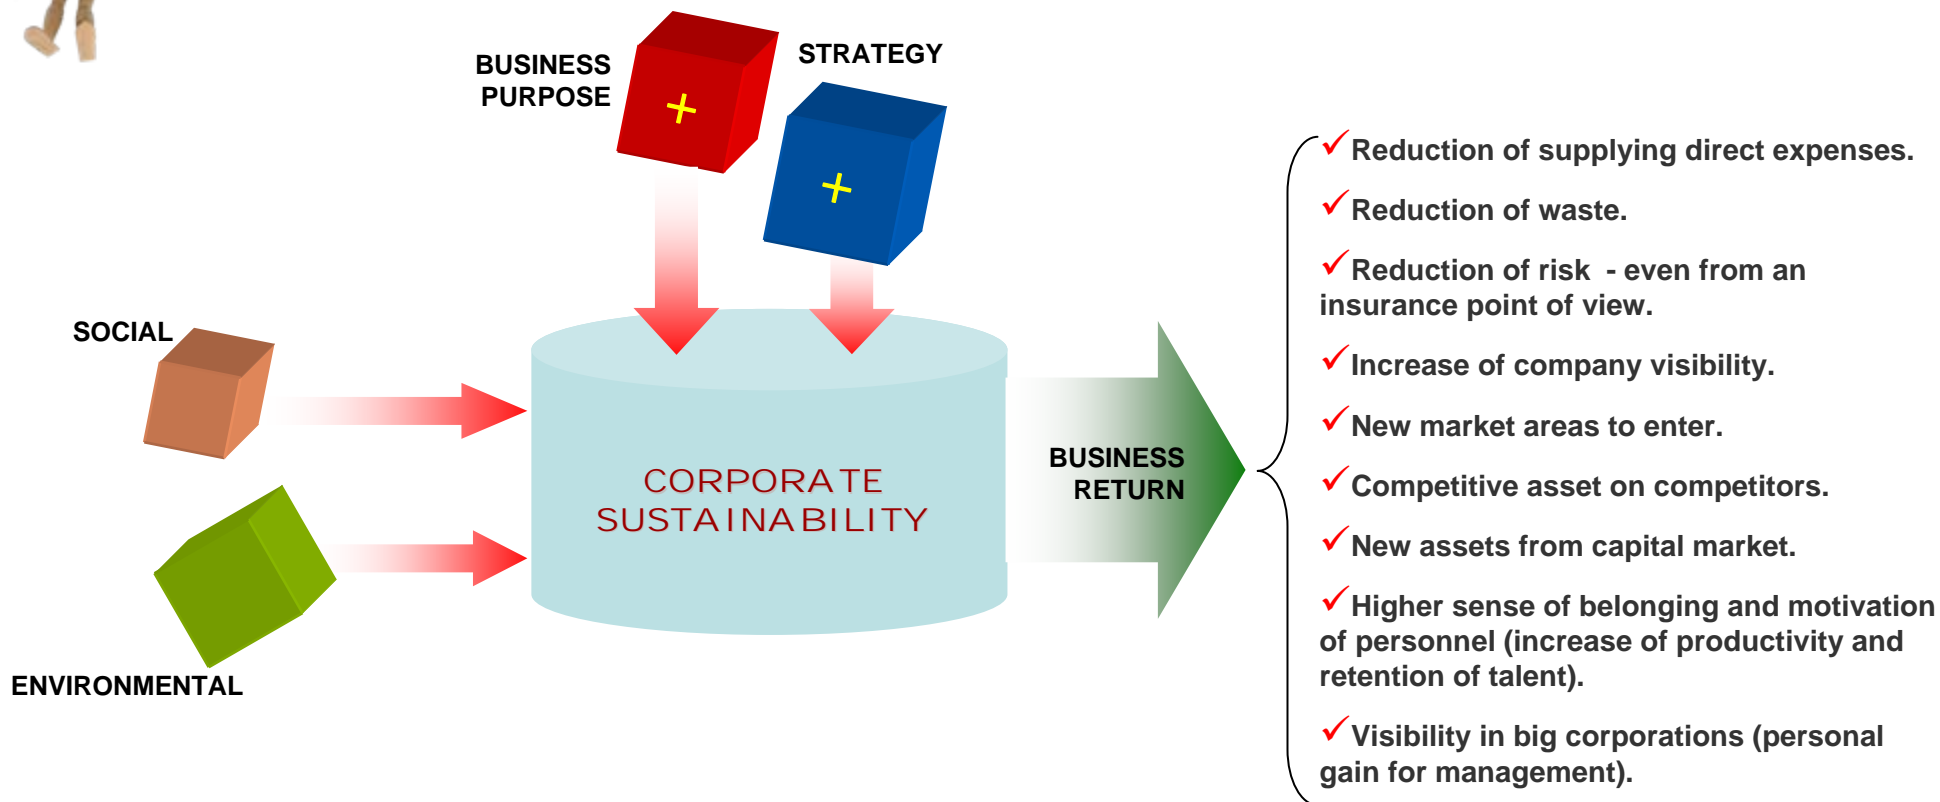 BUSINESS
PURPOSE
STRATEGY
+
+
SOCIAL
ENVIRONMENTAL
CORPORATE
SUSTAINABILITY
BUSINESS
RETURN
✓Reduction of supplying direct expenses.
✓Reduction of waste.
✓Reduction of risk  - even from an
insurance point of view.
✓Increase of company visibility.
✓New market areas to enter.
✓Competitive asset on competitors.
✓New assets from capital market.
✓Higher sense of belonging and motivation
of personnel (increase of productivity and
retention of talent).
✓Visibility in big corporations (personal
gain for management).